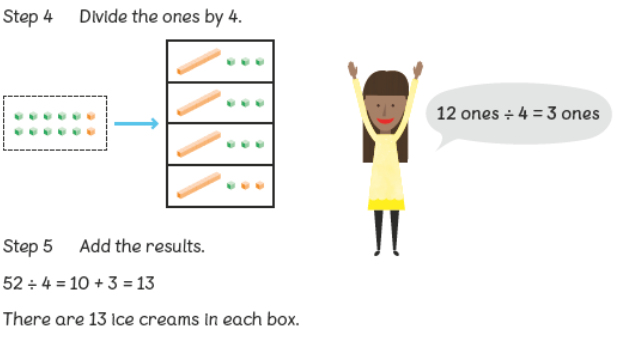 Step 4 Divide the ones by 4.
12 ones ÷ 4 = 3 ones
Step 5 Add the results.
52 ÷ 4 = 10 + 3 = 13
There are 13 ice creams in each box.